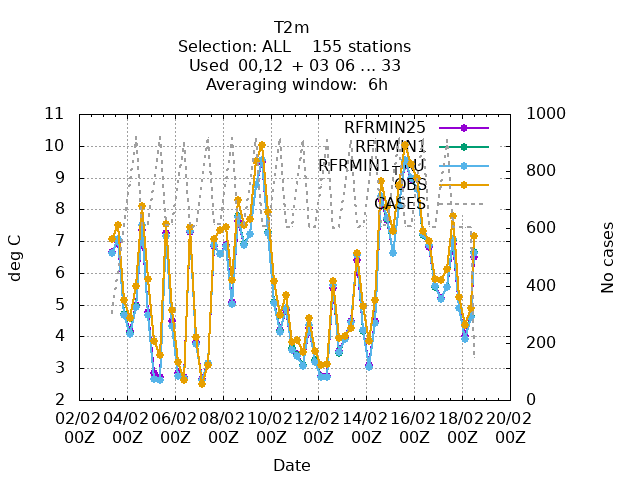 T2m
Selection: ALL    155 stations
Used  00,12  + 03 06 ... 33
Averaging window:  6h
11 1000
10
9 800
8
7
6 600
5 400
4
3 200
2 0
deg C
No cases
RFRMIN25
RFRMIN1
RFRMIN1+RU
OBS
CASES
02/02 04/02 06/02 08/02 10/02 12/02 14/02 16/02 18/02 20/02
00Z 00Z 00Z 00Z 00Z 00Z 00Z 00Z 00Z 00Z
Date